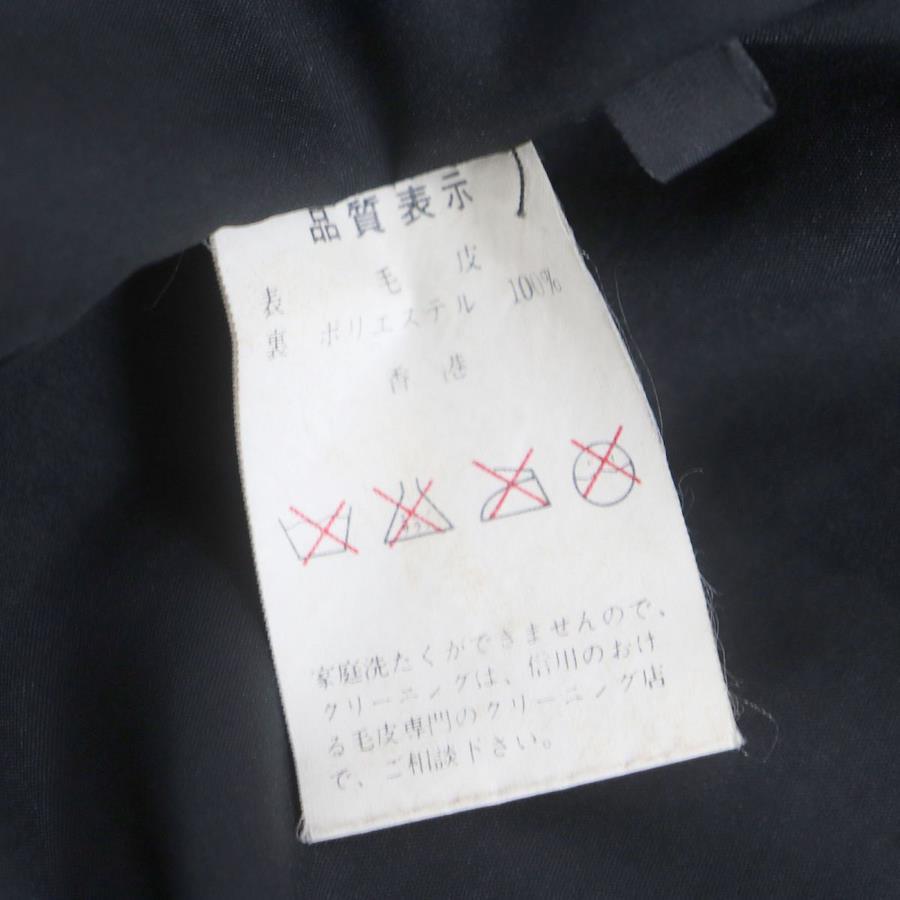 品質表示
表 毛皮
裏 ポリエステル 100%
香港
家庭洗たくができませんので、
クリーニングは、信用のおけ
る毛皮専門のクリーニング店
で、ご相談下さい。